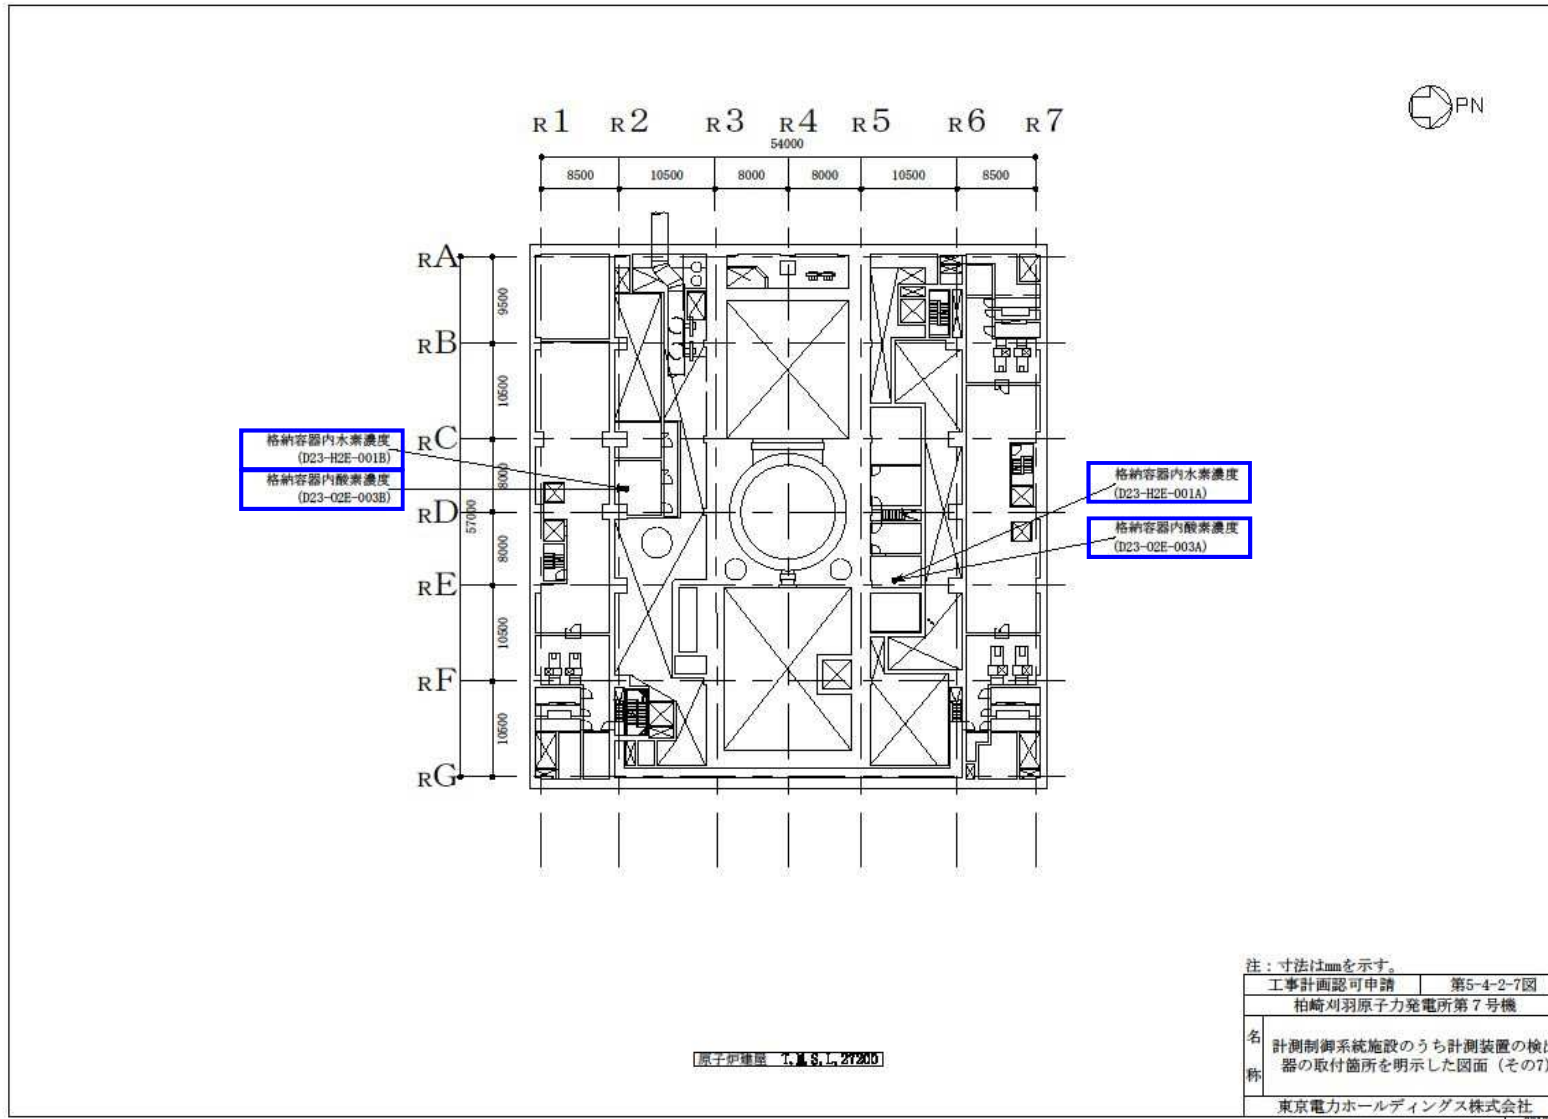 PN
R1 R2 R3 R4 R5 R6 R7
54000
8500 10500 8000 8000 10500 8500
RA
9500
RB
10500
RC
8000
RD
57000
8000
RE
10500
RF
10500
RG
格納容器内水素濃度
(D23-H2E-001B)
格納容器内酸素濃度
(D23-O2E-003B)
格納容器内水素濃度
(D23-H2E-001A)
格納容器内酸素濃度
(D23-O2E-003A)
原子炉建屋 T.M.S.L.27200
注：寸法はmmを示す。
工事計画認可申請 第5-4-2-7図
柏崎刈羽原子力発電所第７号機
名称
計測制御系統施設のうち計測装置の検出
器の取付箇所を明示した図面（その7）
東京電力ホールディングス株式会社